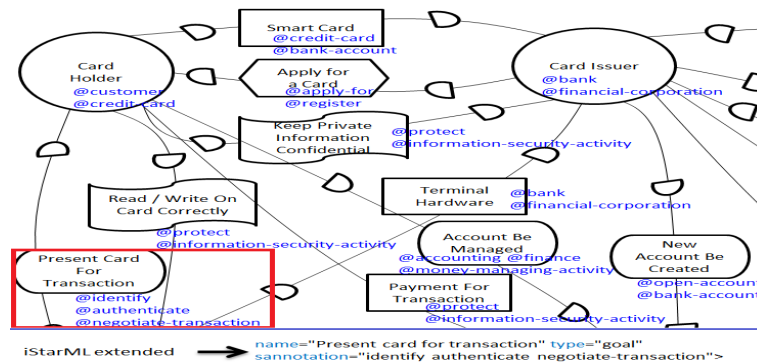 Smart Card
@credit-card
@bank-account
Card
Holder
@customer
@credit-card
Apply for
a Card
@apply-for
@register
Card Issuer
@bank
@financial-corporation
Keep Private
Information
Confidential
@protect
@information-security-activity
Read / Write On
Card Correctly
@protect
@information-security-activity
Terminal
Hardware
@bank
@financial-corporation
Account Be
Managed
@accounting @finance
@money-managing-activity
New
Account Be
Created
@open-account
@bank-account
Present Card
For
Transaction
@identify
@authenticate
@negotiate-transaction
Payment For
Transaction
@protect
@information-security-activity
iStarML extended
name="Present card for transaction" type="goal"
sannotation="identify authenticate negotiate-transaction">